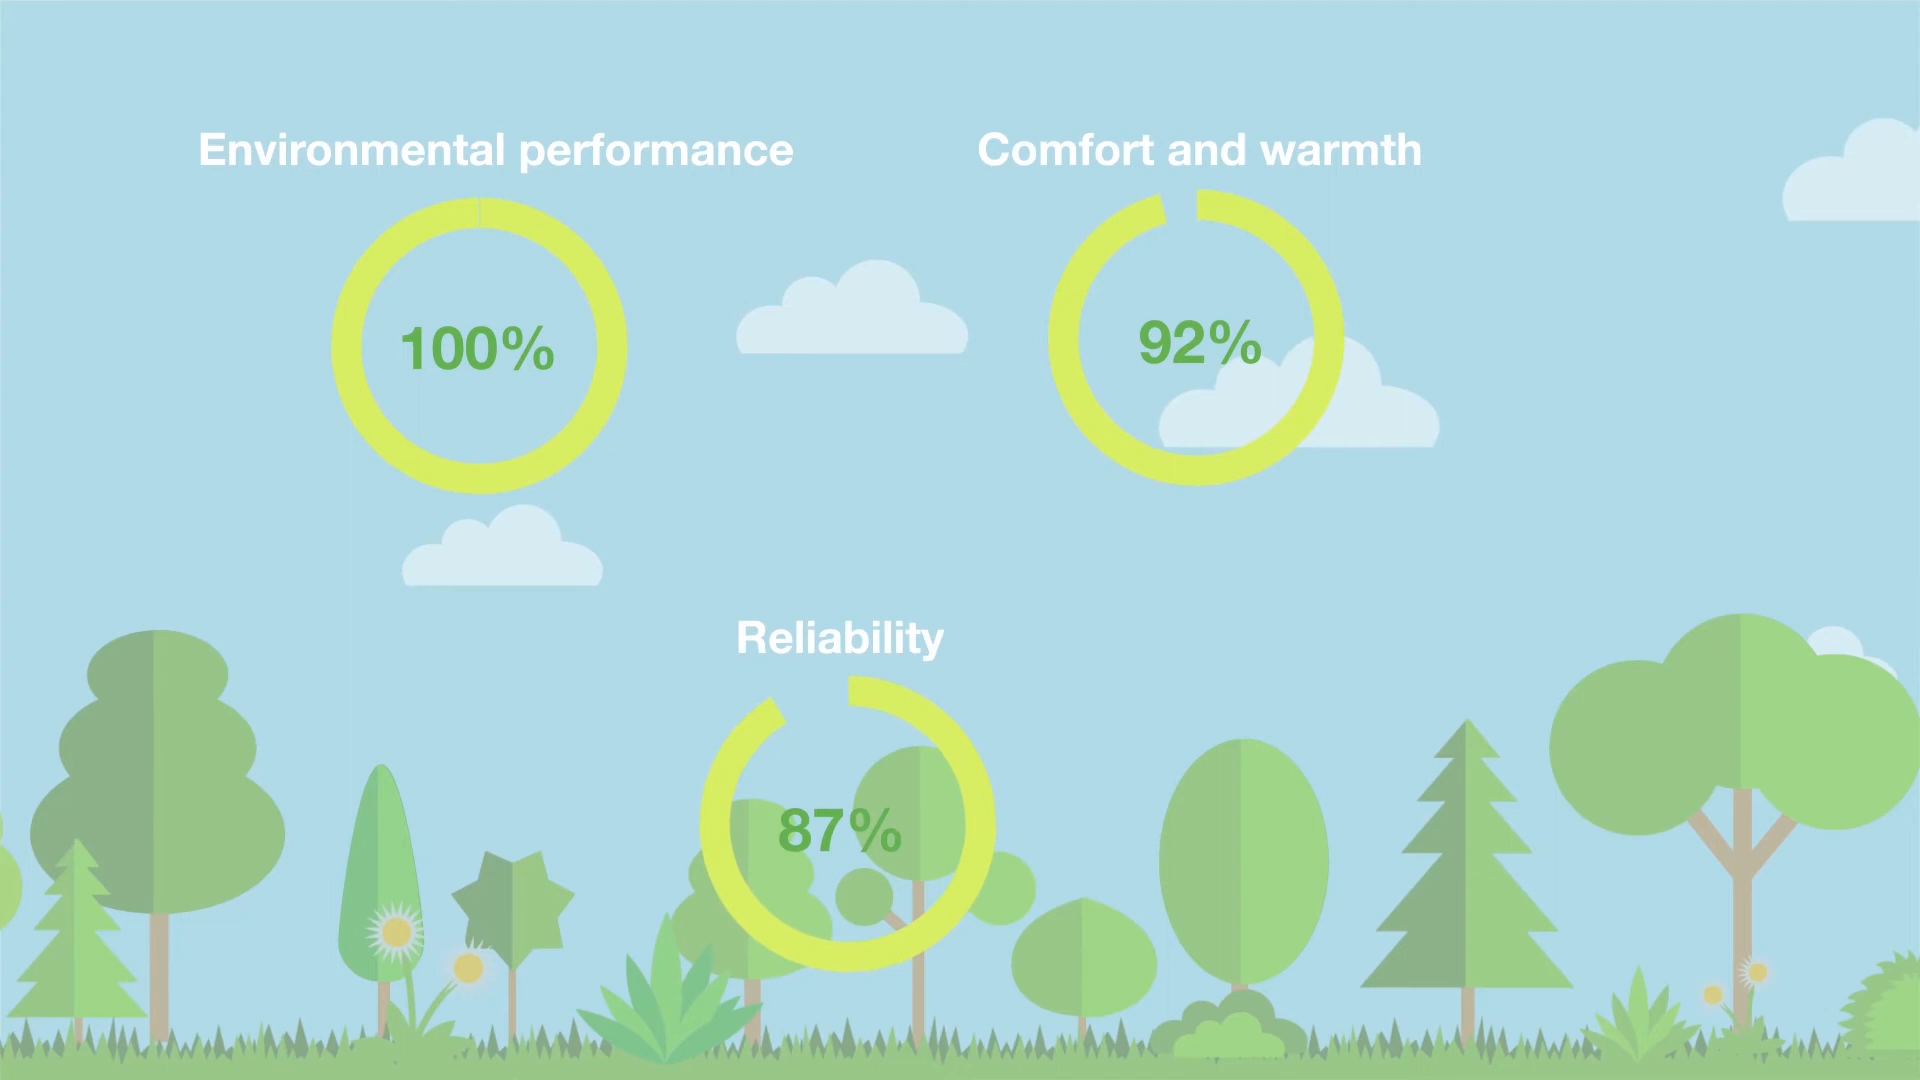 Environmental performance
Comfort and warmth
100%
92%
Reliability
87%